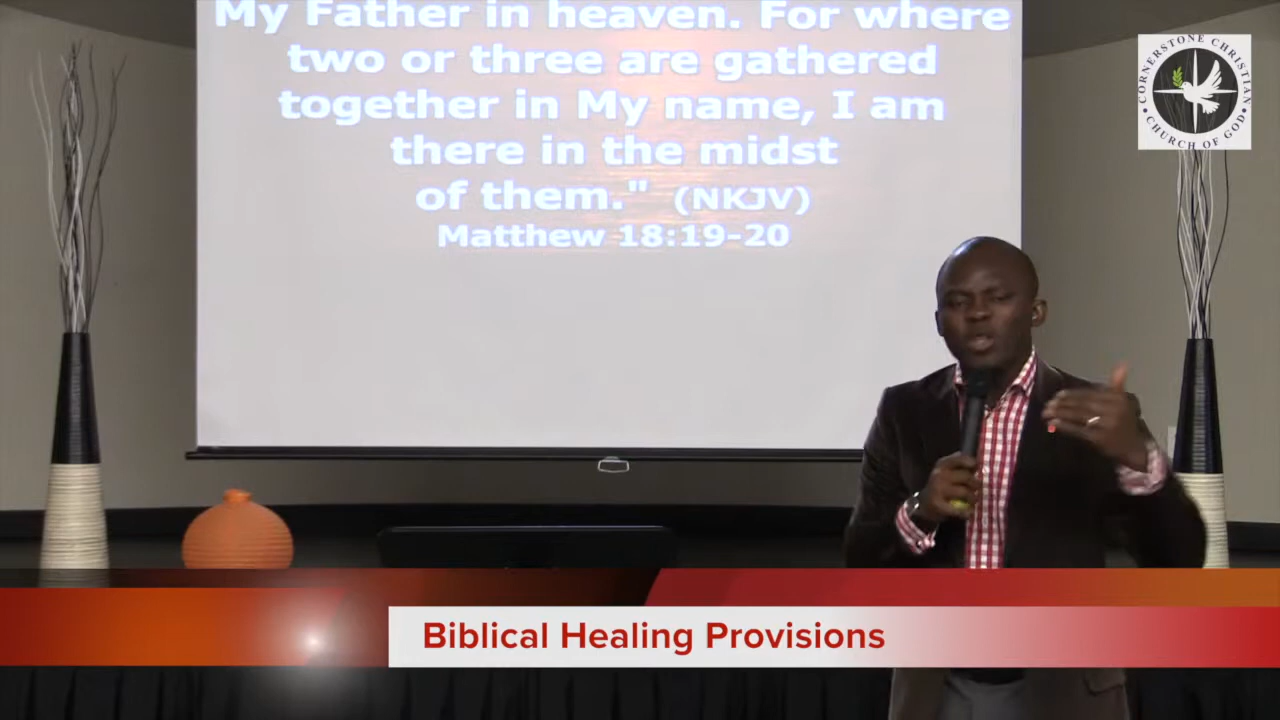 My Father in heaven. For where
two or three are gathered
together in My name, I am
there in the midst
of them." (NKJV)
Matthew 18:19-20
CORNERSTONE CHRISTIAN
• CHURCH OF GOD •
Biblical Healing Provisions